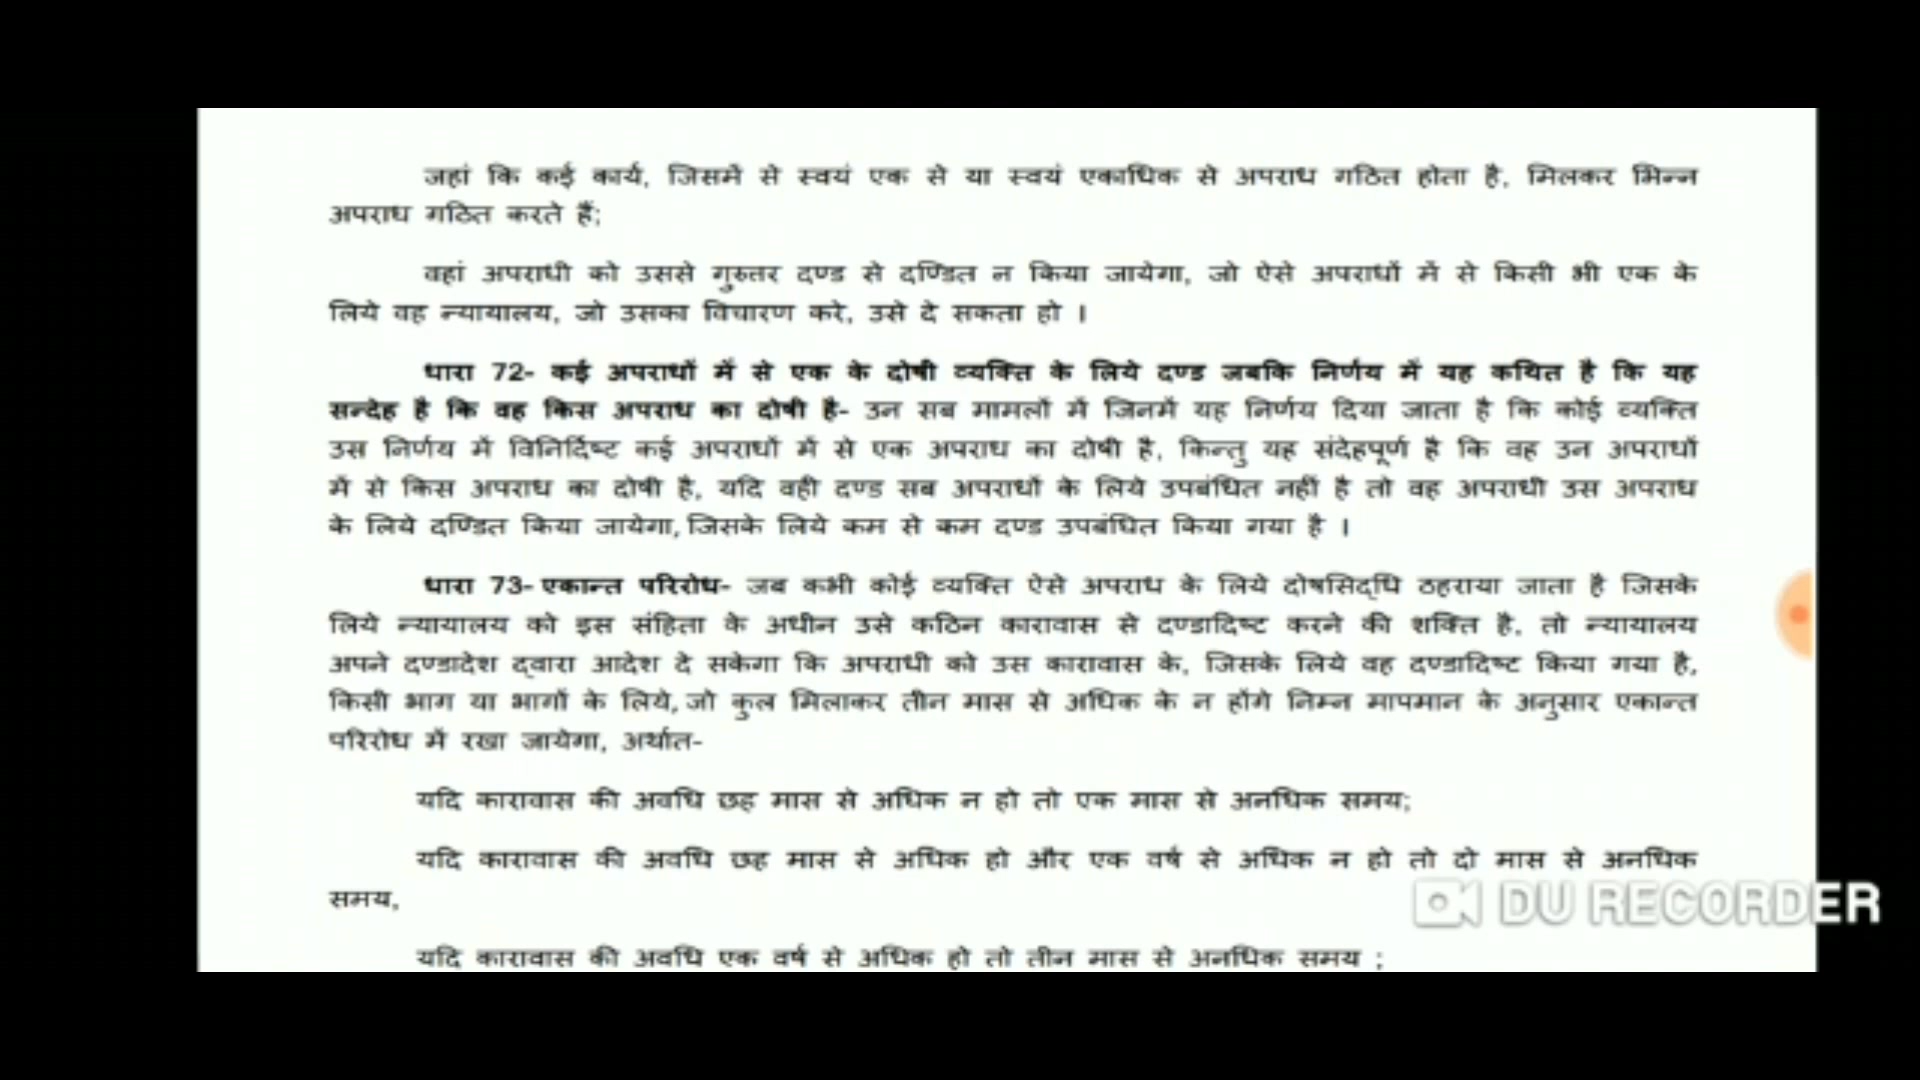 जहां कि कई कार्य, जिसमें से स्वयं एक से या स्वयं एकाधिक से अपराध गठित होता है, मिलकर भिन्न
अपराध गठित करते हैं;
वहां अपराधी को उससे गुरुतर दण्ड से दण्डित न किया जायेगा, जो ऐसे अपराधों में से किसी भी एक के
लिये वह न्यायालय, जो उसका विचारण करे, उसे दे सकता हो ।
धारा 72- कई अपराधों में से एक के दोषी व्यक्ति के लिये दण्ड जबकि निर्णय में यह कथित है कि यह
सन्देह है कि वह किस अपराध का दोषी है- उन सब मामलों में जिनमें यह निर्णय दिया जाता है कि कोई व्यक्ति
उस निर्णय में विनिर्दिष्ट कई अपराधों में से एक अपराध का दोषी है, किन्तु यह संदेहपूर्ण है कि वह उन अपराधों
में से किस अपराध का दोषी है, यदि वही दण्ड सब अपराधों के लिये उपबंधित नहीं है तो वह अपराधी उस अपराध
के लिये दण्डित किया जायेगा, जिसके लिये कम से कम दण्ड उपबंधित किया गया है ।
धारा 73- एकान्त परिरोध- जब कभी कोई व्यक्ति ऐसे अपराध के लिये दोषसिद्धि ठहराया जाता है जिसके
लिये न्यायालय को इस संहिता के अधीन उसे कठिन कारावास से दण्डादिष्ट करने की शक्ति है, तो न्यायालय
अपने दण्डादेश द्वारा आदेश दे सकेगा कि अपराधी को उस कारावास के, जिसके लिये वह दण्डादिष्ट किया गया है,
किसी भाग या भागों के लिये, जो कुल मिलाकर तीन मास से अधिक के न होंगे निम्न मापमान के अनुसार एकान्त
परिरोध में रखा जायेगा, अर्थात-
यदि कारावास की अवधि छह मास से अधिक न हो तो एक मास से अनधिक समय;
यदि कारावास की अवधि छह मास से अधिक हो और एक वर्ष से अधिक न हो तो दो मास से अनधिक
समय,
DU RECORDER
यदि कारावास की अवधि एक वर्ष से अधिक हो तो तीन मास से अनधिक समय ;